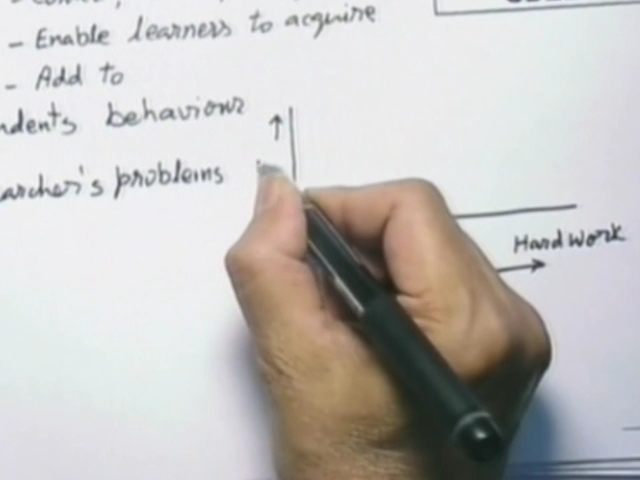 - Enable learners to acquire
- Add to
dents behaviour
archer's problems
Hard work